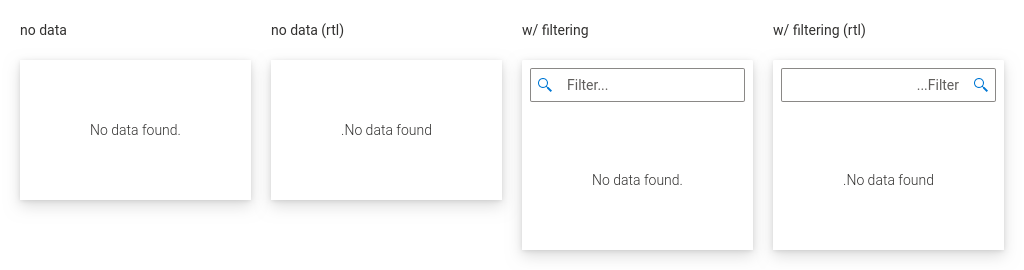 no data
no data (rtl)
w/ filtering
w/ filtering (rtl)
Filter...
...Filter
No data found.
.No data found
No data found.
.No data found